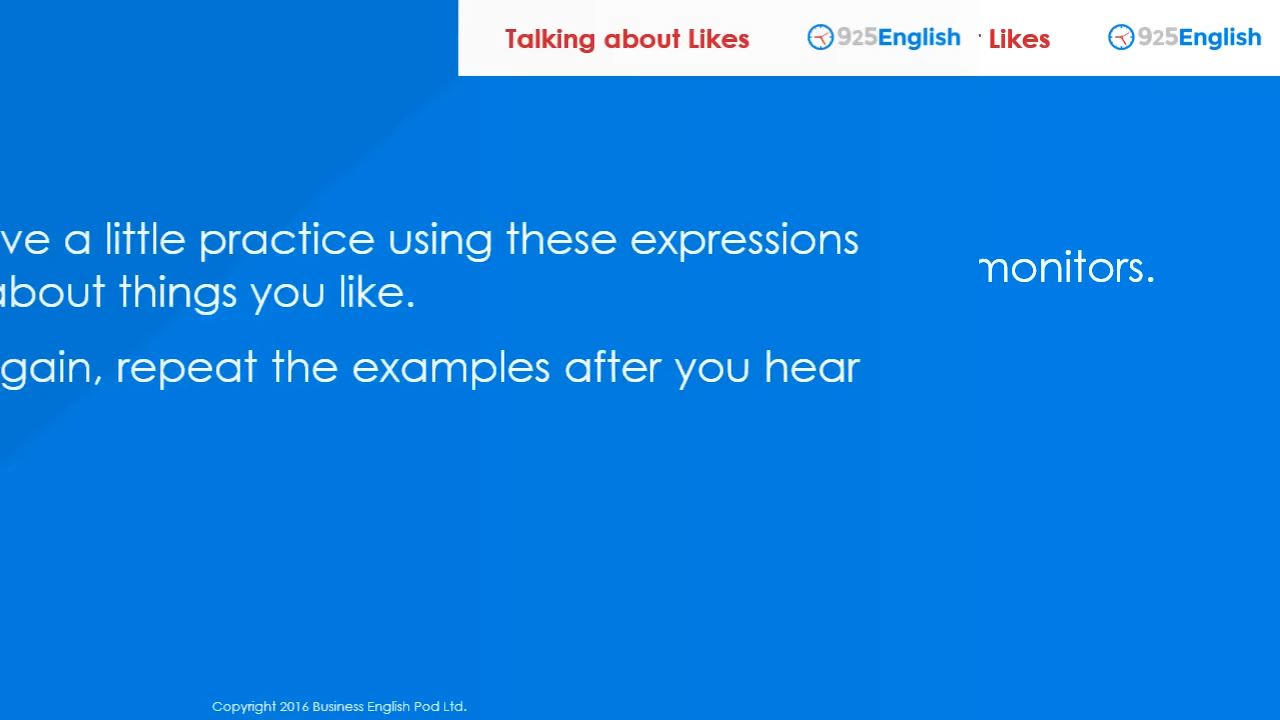 Talking about Likes 925English Likes 925English
ve a little practice using these expressions
monitors.
about things you like.
gain, repeat the examples after you hear
Copyright 2016 Business English Pod Ltd.